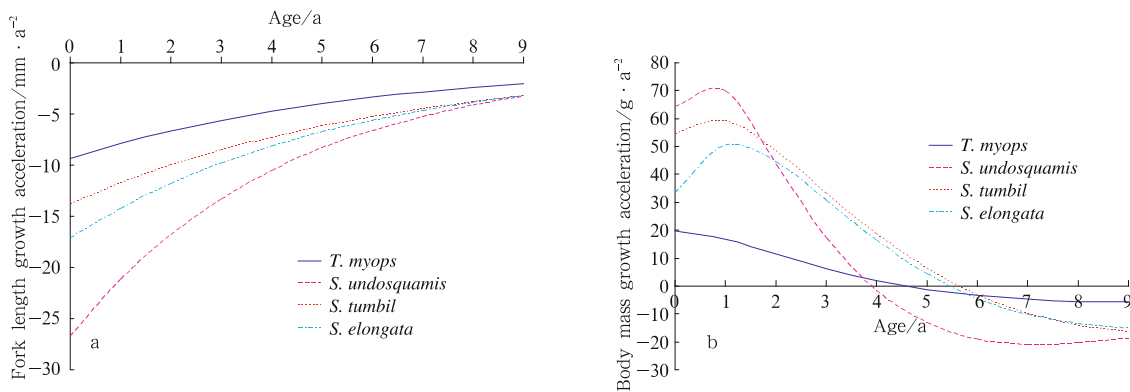 Age/a
0 1 2 3 4 5 6 7 8 9
Fork length growth acceleration/mm · a⁻²
0
−5
−10
−15
−20
−25
−30
T. myops
S. undosquamis
S. tumbil
S. elongata
a
Body mass growth acceleration/g · a⁻²
80
70
60
50
40
30
20
10
0
−10
−20
−30
T. myops
S. undosquamis
S. tumbil
S. elongata
0 1 2 3 4 5 6 7 8 9
Age/a
b